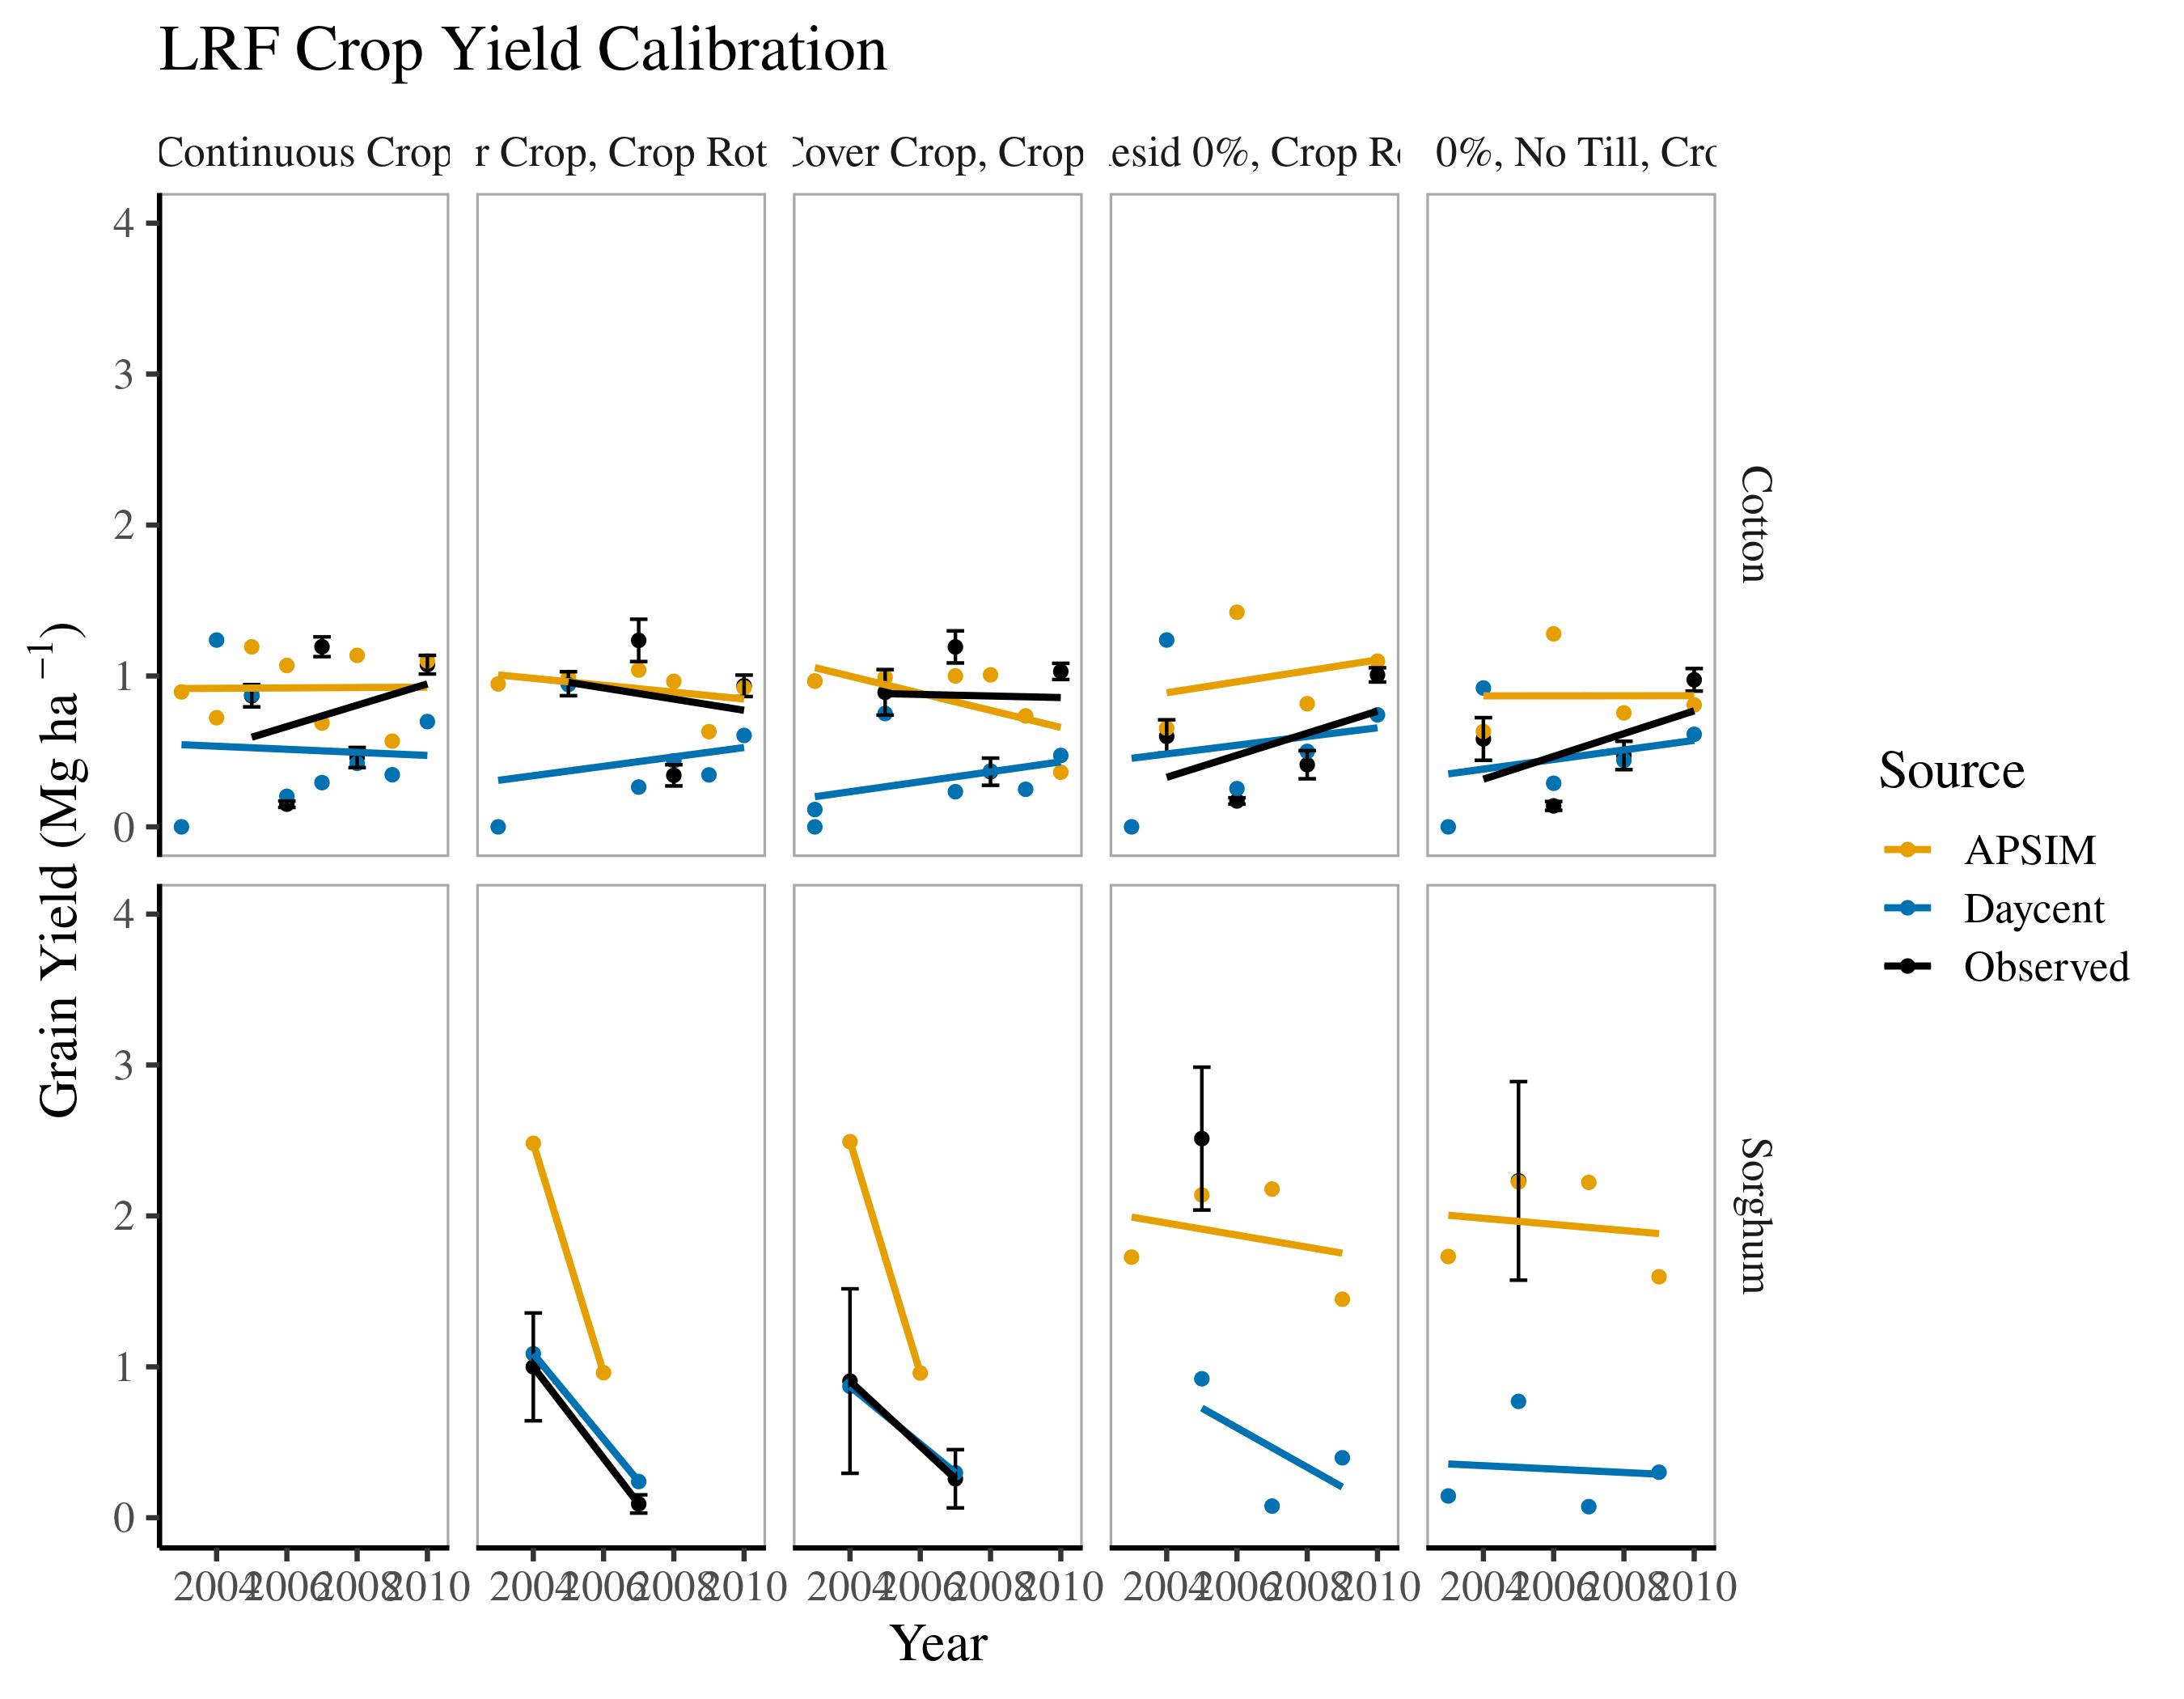 LRF Crop Yield Calibration
Continuous Crop
r Crop, Crop Rot
Cover Crop, Crop
esid 0%, Crop Ro
0%, No Till, Cro
4
3
2
1
0
Cotton
Grain Yield (Mg ha −1)
4
3
2
1
0
Sorghum
2004 2006 2008 2010
2004 2006 2008 2010
2004 2006 2008 2010
2004 2006 2008 2010
2004 2006 2008 2010
Year
Source
APSIM
Daycent
Observed